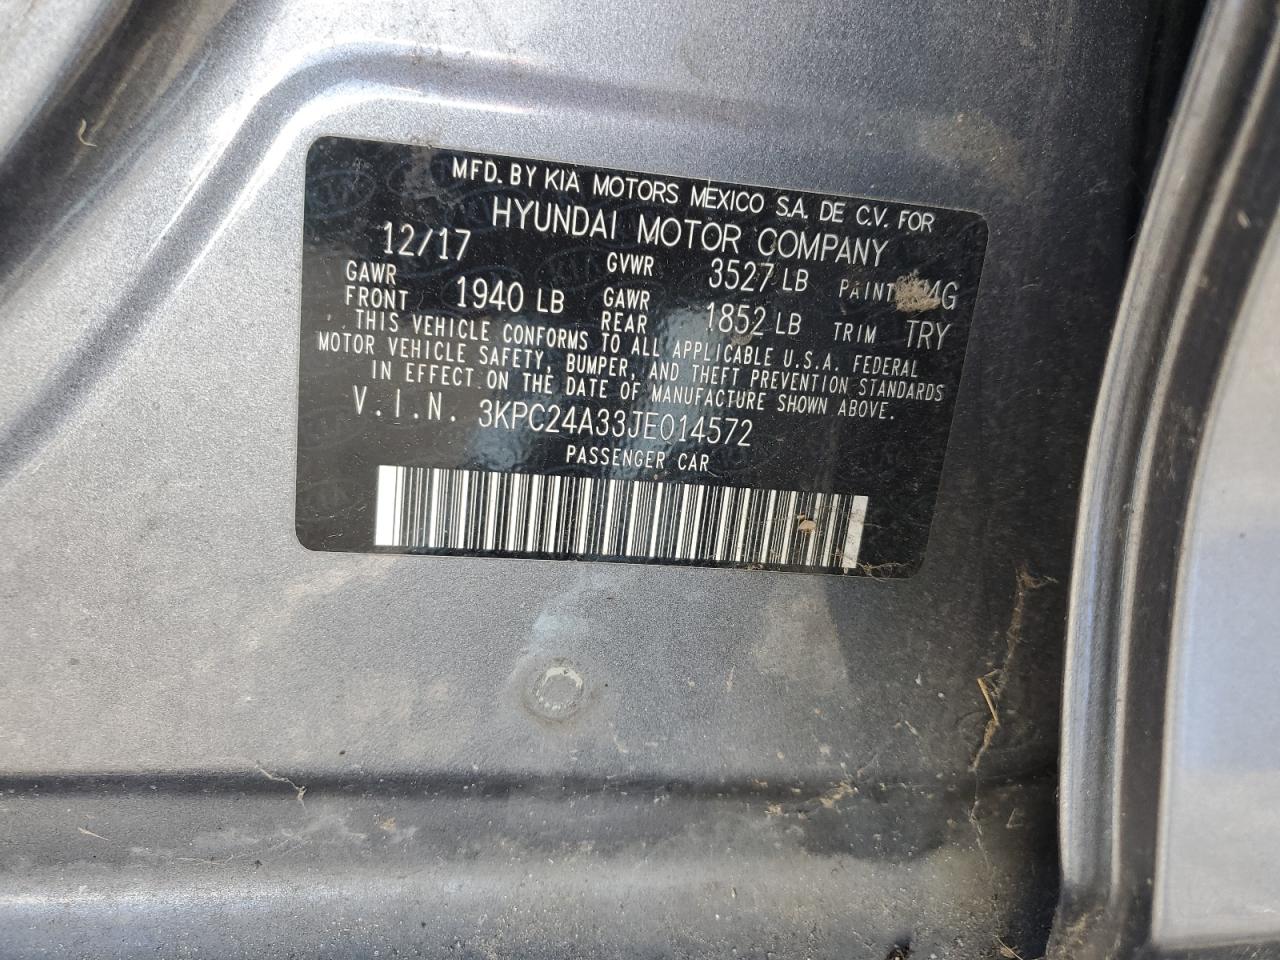 MFD. BY KIA MOTORS MEXICO S.A. DE C.V. FOR
HYUNDAI MOTOR COMPANY
12/17 GVWR 3527 LB PAINT
GAWR FRONT 1940 LB GAWR REAR 1852 LB TRIM TRY
THIS VEHICLE CONFORMS TO ALL APPLICABLE U.S.A. FEDERAL
MOTOR VEHICLE SAFETY, BUMPER, AND THEFT PREVENTION STANDARDS
IN EFFECT ON THE DATE OF MANUFACTURE SHOWN ABOVE.
V.I.N. 3KPC24A33JE014572
PASSENGER CAR